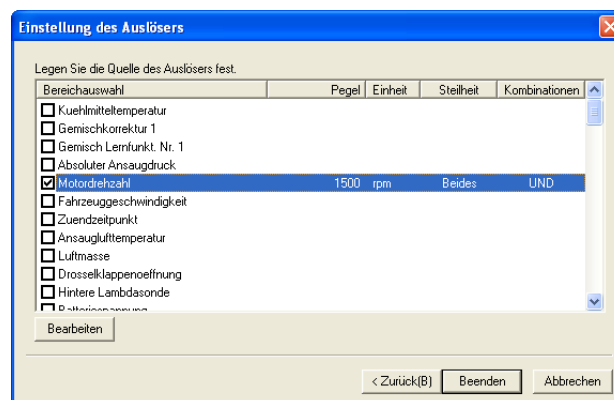 Einstellung des Auslösers
Legen Sie die Quelle des Auslösers fest.
Bereichauswahl Pegel Einheit Steilheit Kombinationen
Kuehlmitteltemperatur
Gemischkorrektur 1
Gemisch Lernfunkt. Nr. 1
Absoluter Ansaugdruck
Motordrehzahl 1500 rpm Beides UND
Fahrzeuggeschwindigkeit
Zuendzeitpunkt
Ansauglufttemperatur
Luftmasse
Drosselklappenoeffnung
Hintere Lambdasonde
Batteriespannung
Bearbeiten
< Zurück(B) Beenden Abbrechen